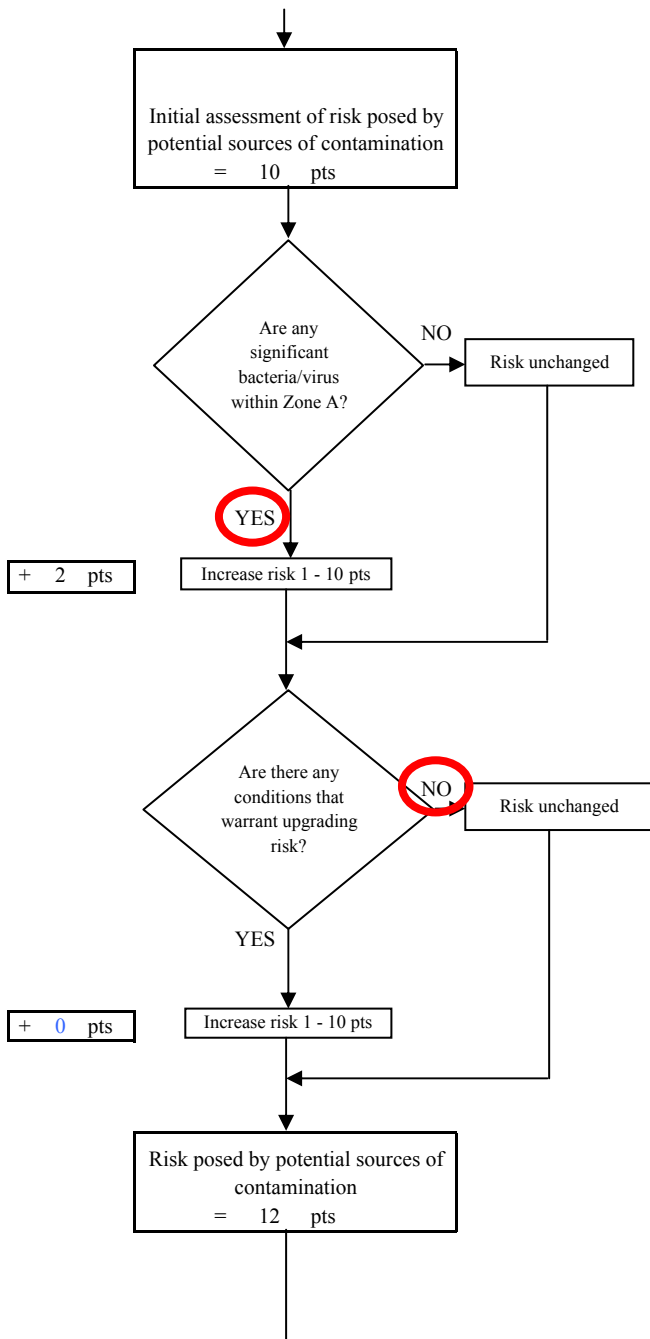 Initial assessment of risk posed by
potential sources of contamination
= 10 pts
Are any
significant
bacteria/virus
within Zone A?
NO
Risk unchanged
YES
+ 2 pts
Increase risk 1 - 10 pts
Are there any
conditions that
warrant upgrading
risk?
NO
Risk unchanged
YES
+ 0 pts
Increase risk 1 - 10 pts
Risk posed by potential sources of
contamination
= 12 pts